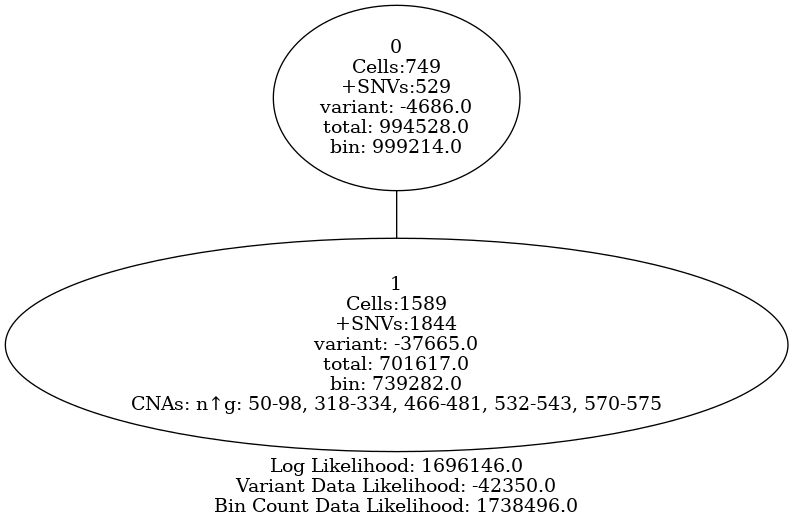 0
Cells:749
+SNVs:529
variant: -4686.0
total: 994528.0
bin: 999214.0
1
Cells:1589
+SNVs:1844
variant: -37665.0
total: 701617.0
bin: 739282.0
CNAs: n↑g: 50-98, 318-334, 466-481, 532-543, 570-575
Log Likelihood: 1696146.0
Variant Data Likelihood: -42350.0
Bin Count Data Likelihood: 1738496.0